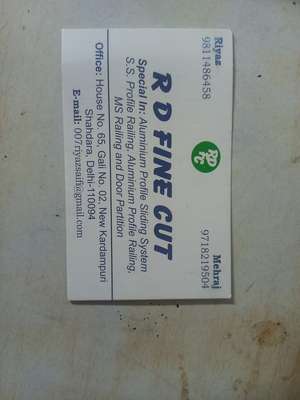 Riyaz
9811486458
Mehraj
9718219504
R D FINE CUT
Special In: Aluminium Profile Sliding System
S.S. Profile Railing, Aluminium Profile Railing,
MS Railing and Door Partition
Office: House No. 65, Gali No. 02, New Kardampuri
Shahdara, Delhi-110094
E-mail: 007riyazsaifi@gmail.com